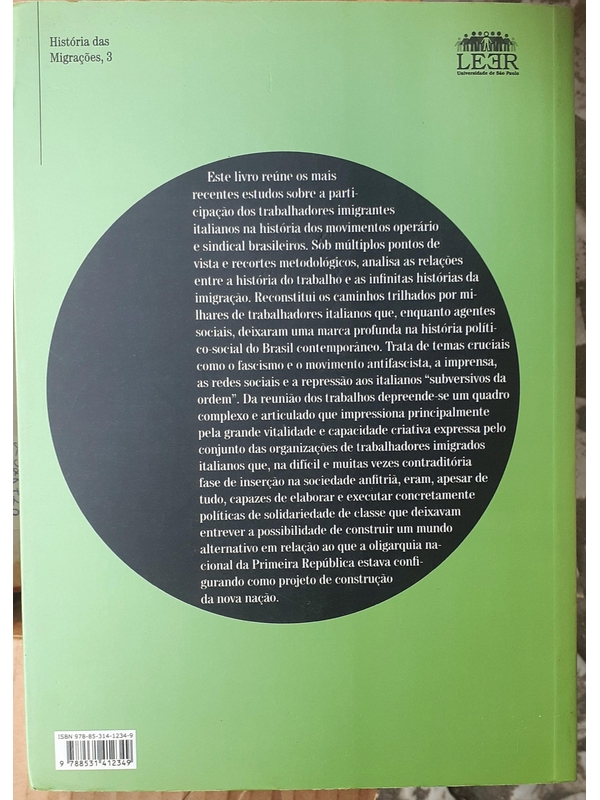 História das
Migrações, 3
LEER
Universidade de São Paulo
Este livro reúne os mais
recentes estudos sobre a parti-
cipação dos trabalhadores imigrantes
italianos na história dos movimentos operário
e sindical brasileiros. Sob múltiplos pontos de
vista e recortes metodológicos, analisa as relações
entre a história do trabalho e as infinitas histórias da
imigração. Reconstitui os caminhos trilhados por mi-
lhares de trabalhadores italianos que, enquanto agentes
sociais, deixaram uma marca profunda na história políti-
co-social do Brasil contemporâneo. Trata de temas cruciais
como o fascismo e o movimento antifascista, a imprensa,
as redes sociais e a repressão aos italianos “subversivos da
ordem”. Da reunião dos trabalhos depreende-se um quadro
complexo e articulado que impressiona principalmente
pela grande vitalidade e capacidade criativa expressa pelo
conjunto das organizações de trabalhadores imigrados
italianos que, na difícil e muitas vezes contraditória
fase de inserção na sociedade anfitriã, eram, apesar de
tudo, capazes de elaborar e executar concretamente
políticas de solidariedade de classe que deixavam
entrever a possibilidade de construir um mundo
alternativo em relação ao que a oligarquia na-
cional da Primeira República estava confi-
gurando como projeto de construção
da nova nação.
ISBN 978-85-314-1234-9
9 788531 412349